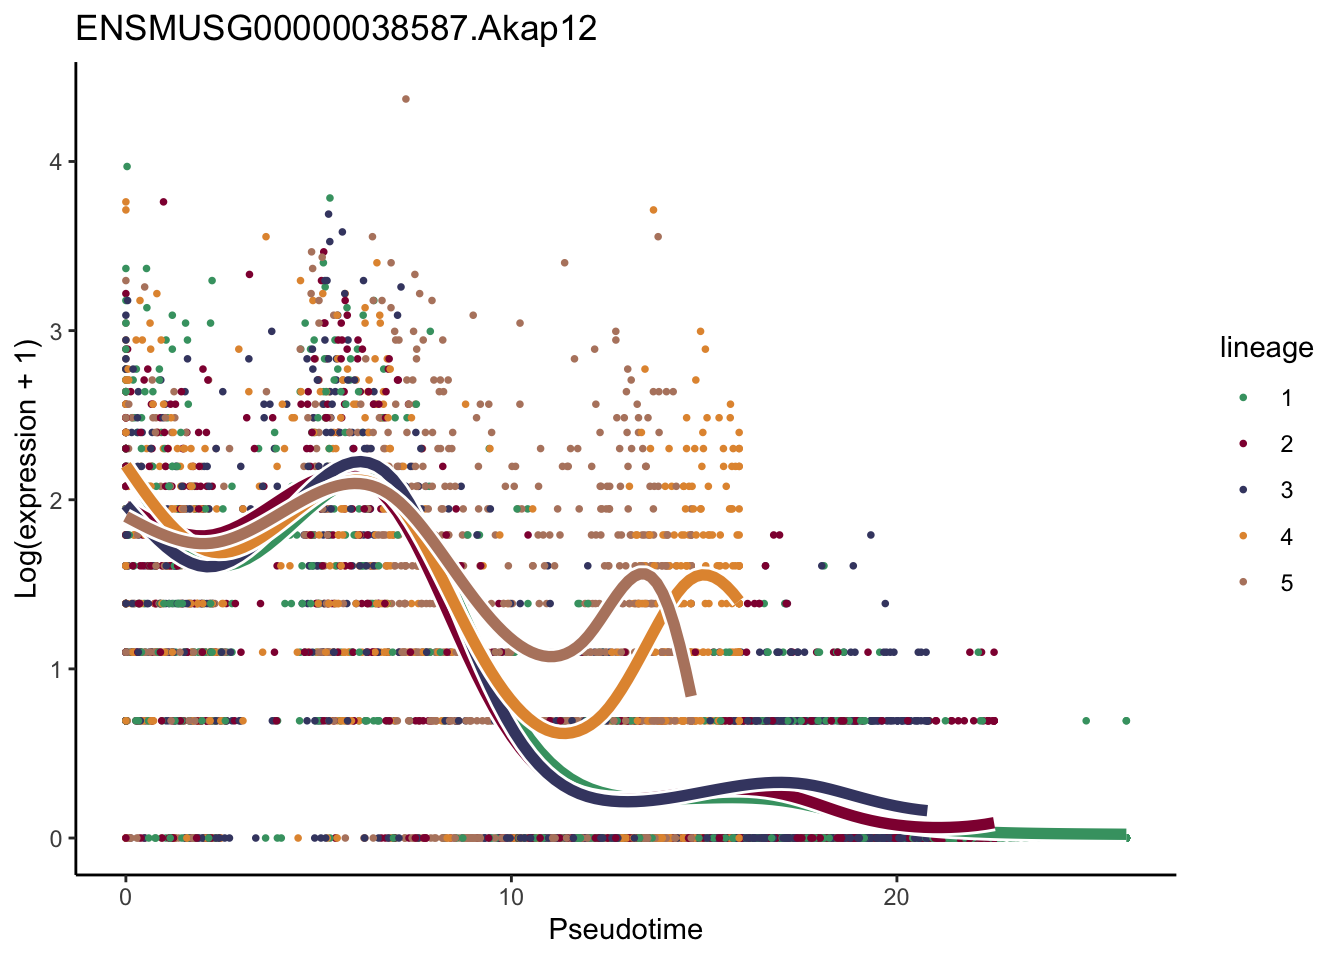 ENSMUSG00000038587.Akap12
Log(expression + 1)
4
3
2
1
0
0 10 20
Pseudotime
lineage
1
2
3
4
5